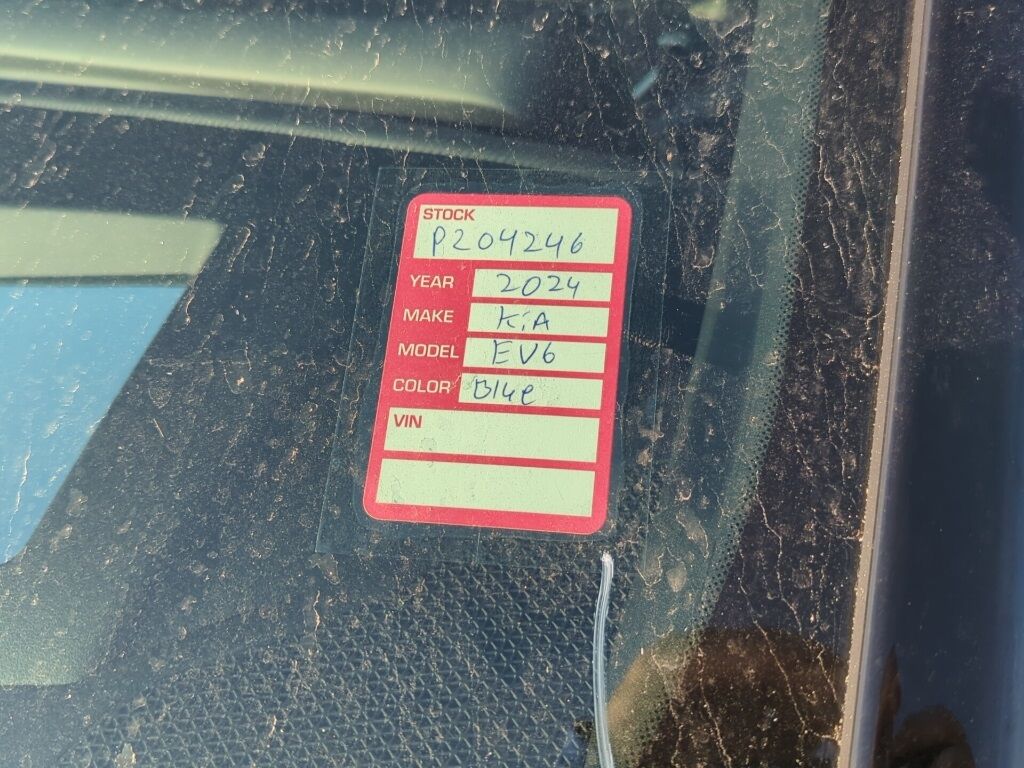 STOCK
P204246
YEAR 2024
MAKE KiA
MODEL EV6
COLOR Blue
VIN